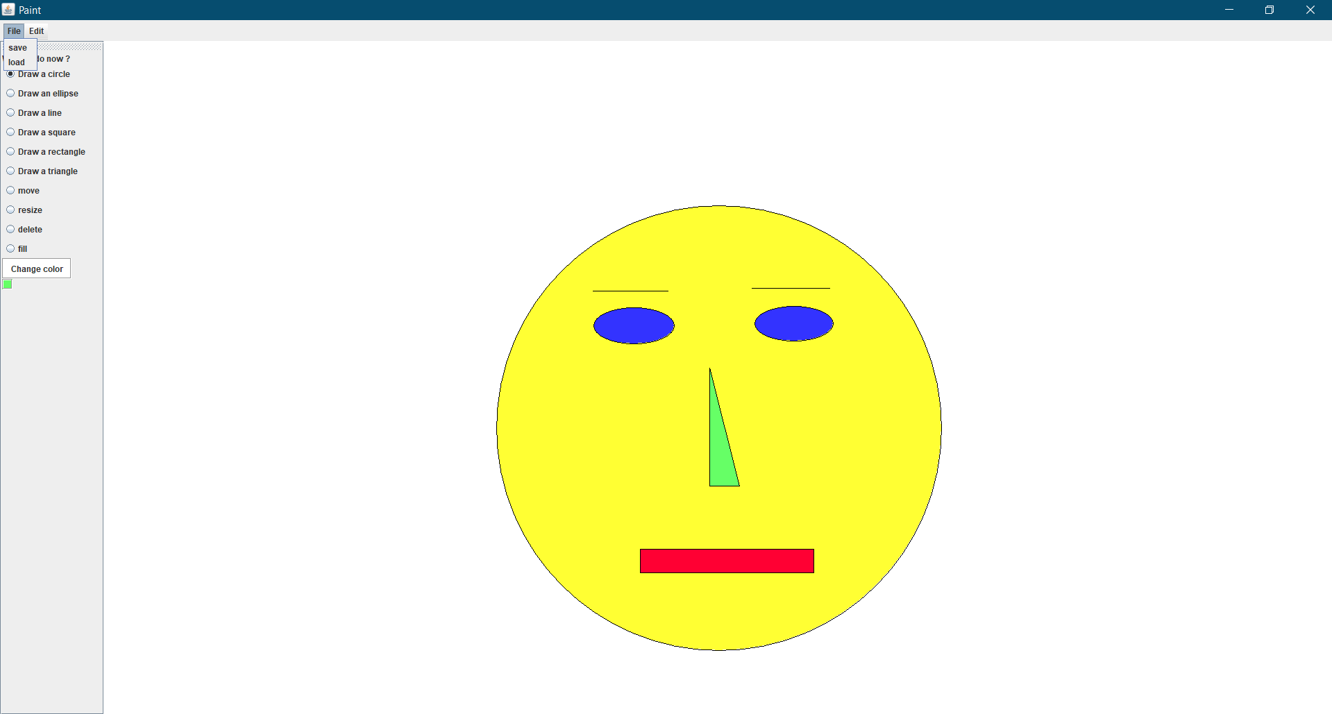 Paint
File Edit
save
load
do now ?
Draw a circle
Draw an ellipse
Draw a line
Draw a square
Draw a rectangle
Draw a triangle
move
resize
delete
fill
Change color